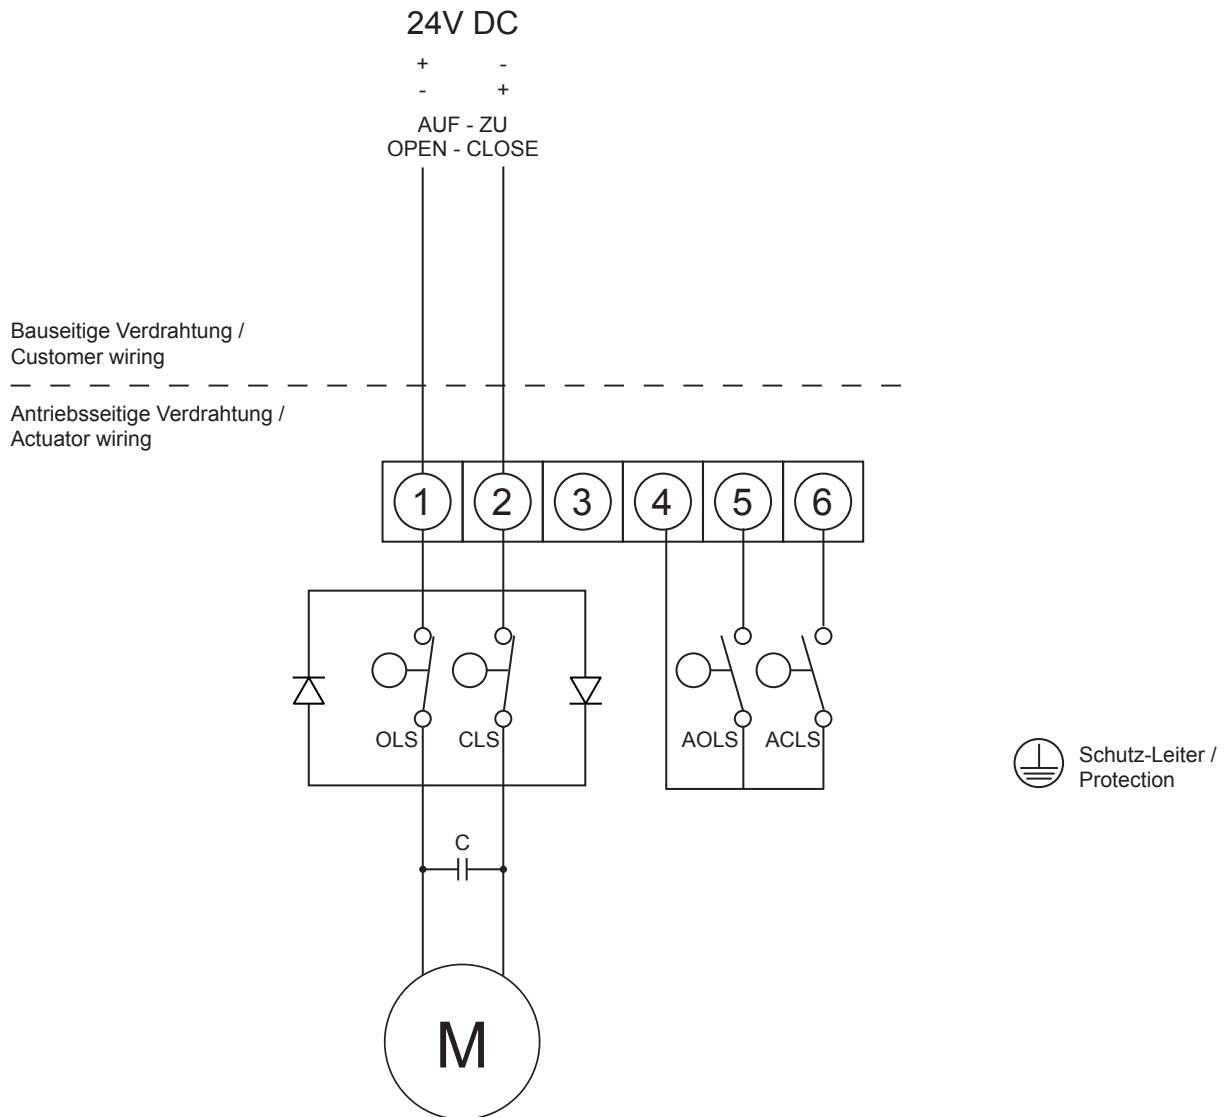 24V DC
+ -
- +
AUF - ZU
OPEN - CLOSE
Bauseitige Verdrahtung /
Customer wiring
Antriebsseitige Verdrahtung /
Actuator wiring
1 2 3 4 5 6
OLS CLS AOLS ACLS
Schutz-Leiter /
Protection
C
M